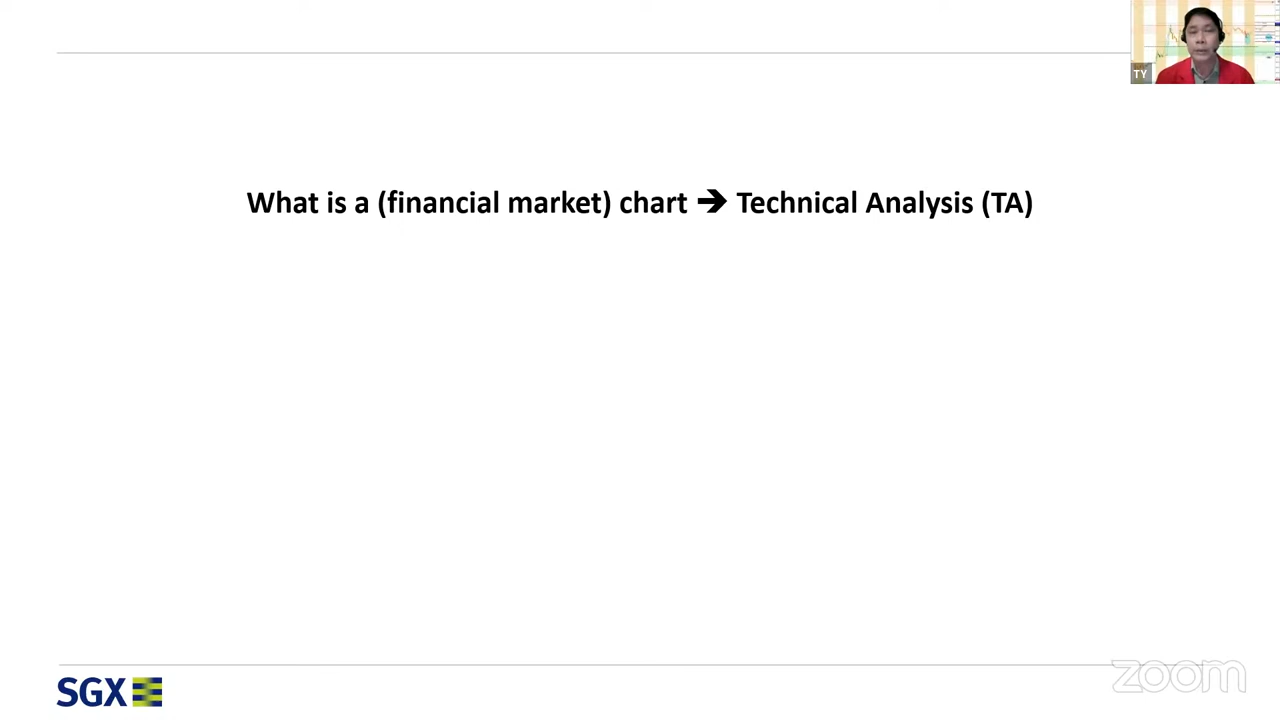 TY
What is a (financial market) chart ➔ Technical Analysis (TA)
SGX
zoom